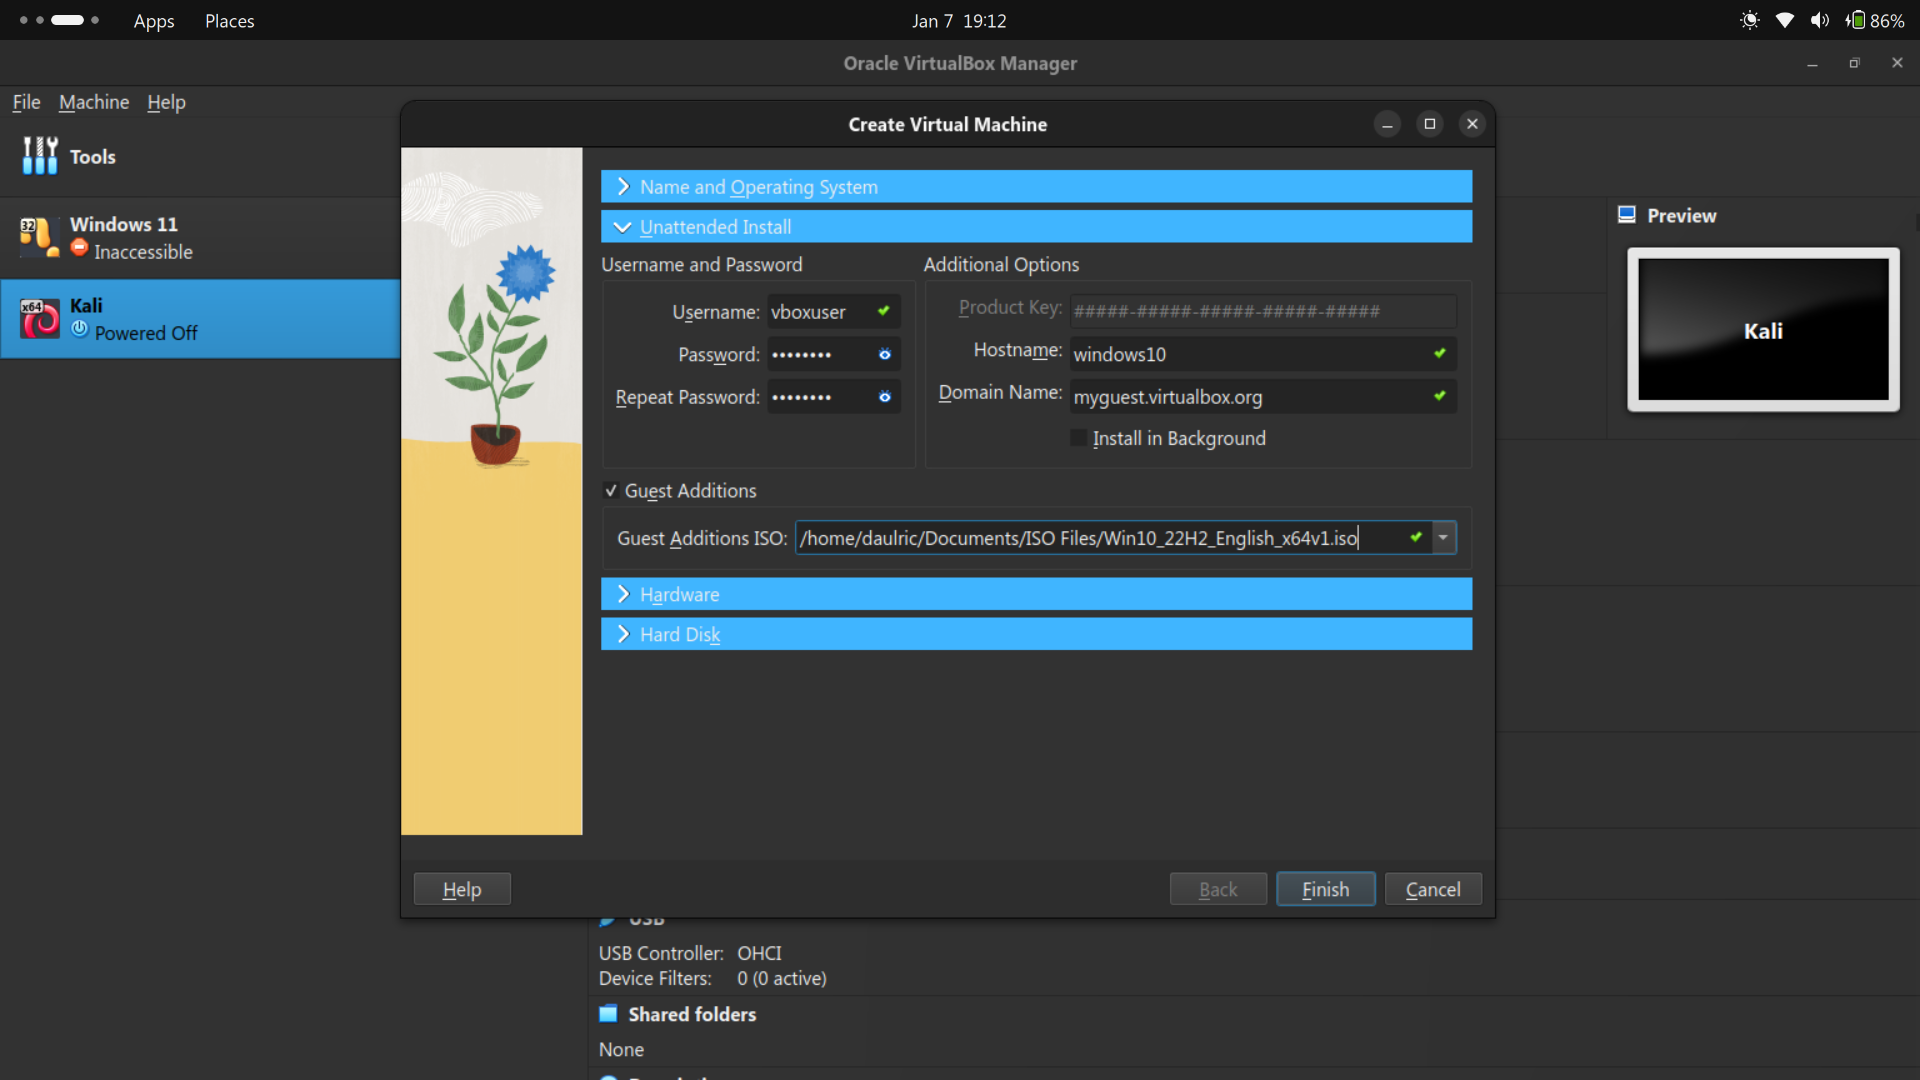 Apps Places Jan 7 19:12 86%
Oracle VirtualBox Manager
File Machine Help
Tools
Windows 11
32
Inaccessible
Kali
x64
Powered Off
Create Virtual Machine
Name and Operating System
Unattended Install
Username and Password
Username: vboxuser
Password: ••••••••
Repeat Password: ••••••••
Additional Options
Product Key: #####-#####-#####-#####-#####
Hostname: windows10
Domain Name: myguest.virtualbox.org
Install in Background
Guest Additions
Guest Additions ISO: /home/daulric/Documents/ISO Files/Win10_22H2_English_x64v1.iso
Hardware
Hard Disk
Help Back Finish Cancel
Preview
Kali
USB
USB Controller: OHCI
Device Filters: 0 (0 active)
Shared folders
None